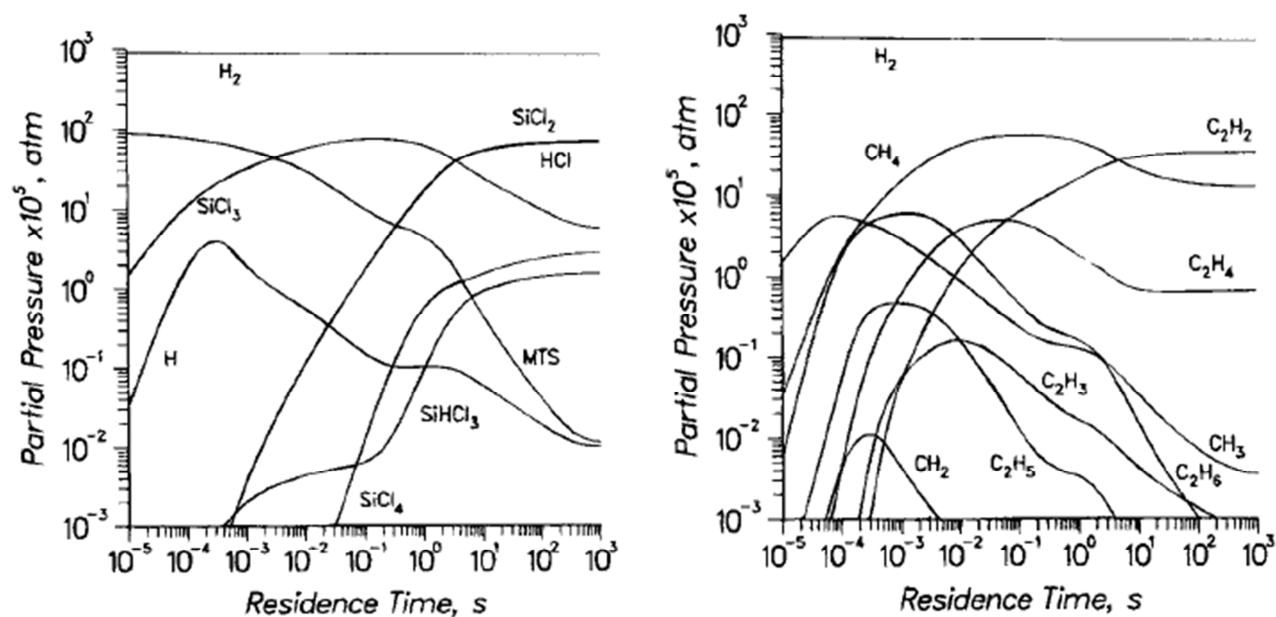 Partial Pressure x10⁵, atm
10³
10²
10¹
10⁰
10⁻¹
10⁻²
10⁻³
H₂
SiCl₂
HCl
SiCl₃
H
MTS
SiHCl₃
SiCl₄
10⁻⁵ 10⁻⁴ 10⁻³ 10⁻² 10⁻¹ 10⁰ 10¹ 10² 10³
Residence Time, s
Partial Pressure x10⁵, atm
10³
10²
10¹
10⁰
10⁻¹
10⁻²
10⁻³
H₂
C₂H₂
CH₄
C₂H₄
C₂H₃
CH₃
CH₂
C₂H₅
C₂H₆
10⁻⁵ 10⁻⁴ 10⁻³ 10⁻² 10⁻¹ 10⁰ 10¹ 10² 10³
Residence Time, s